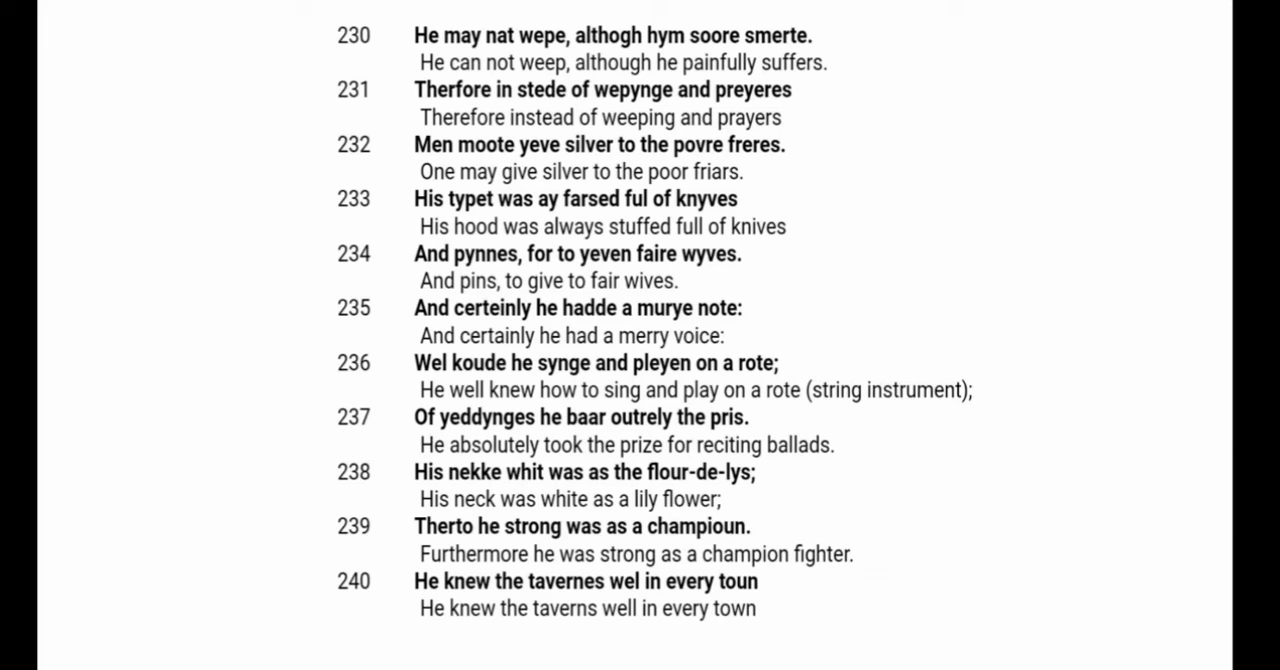 230 He may nat wepe, althogh hym soore smerte.
He can not weep, although he painfully suffers.
231 Therfore in stede of wepynge and preyeres
Therefore instead of weeping and prayers
232 Men moote yeve silver to the povre freres.
One may give silver to the poor friars.
233 His typet was ay farsed ful of knyves
His hood was always stuffed full of knives
234 And pynnes, for to yeven faire wyves.
And pins, to give to fair wives.
235 And certeinly he hadde a murye note:
And certainly he had a merry voice:
236 Wel koude he synge and pleyen on a rote;
He well knew how to sing and play on a rote (string instrument);
237 Of yeddynges he baar outrely the pris.
He absolutely took the prize for reciting ballads.
238 His nekke whit was as the flour-de-lys;
His neck was white as a lily flower;
239 Therto he strong was as a champioun.
Furthermore he was strong as a champion fighter.
240 He knew the tavernes wel in every toun
He knew the taverns well in every town